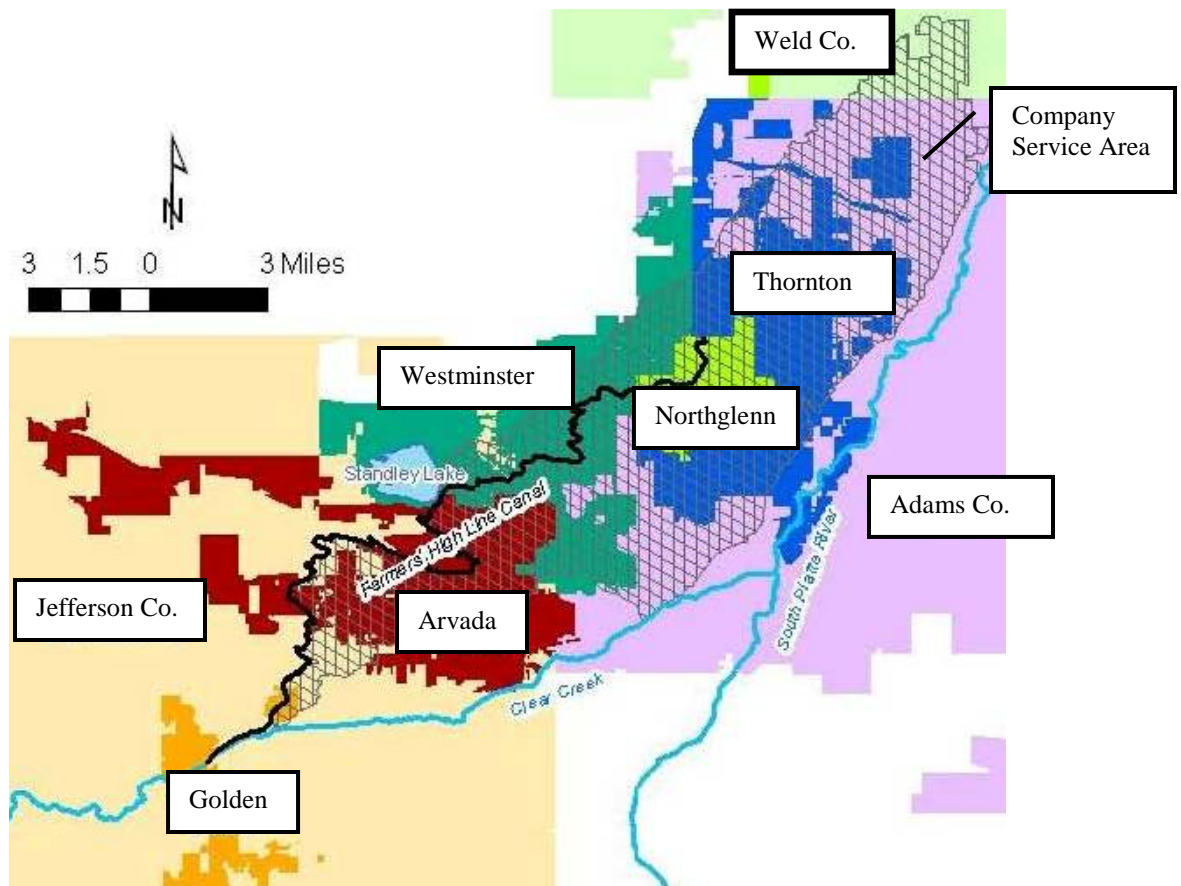 Weld Co.
Company
Service Area
N
3 1.5 0 3 Miles
Thornton
Westminster
Northglenn
Standley Lake
Farmers' High Line Canal
Adams Co.
South Platte River
Jefferson Co.
Arvada
Clear Creek
Golden